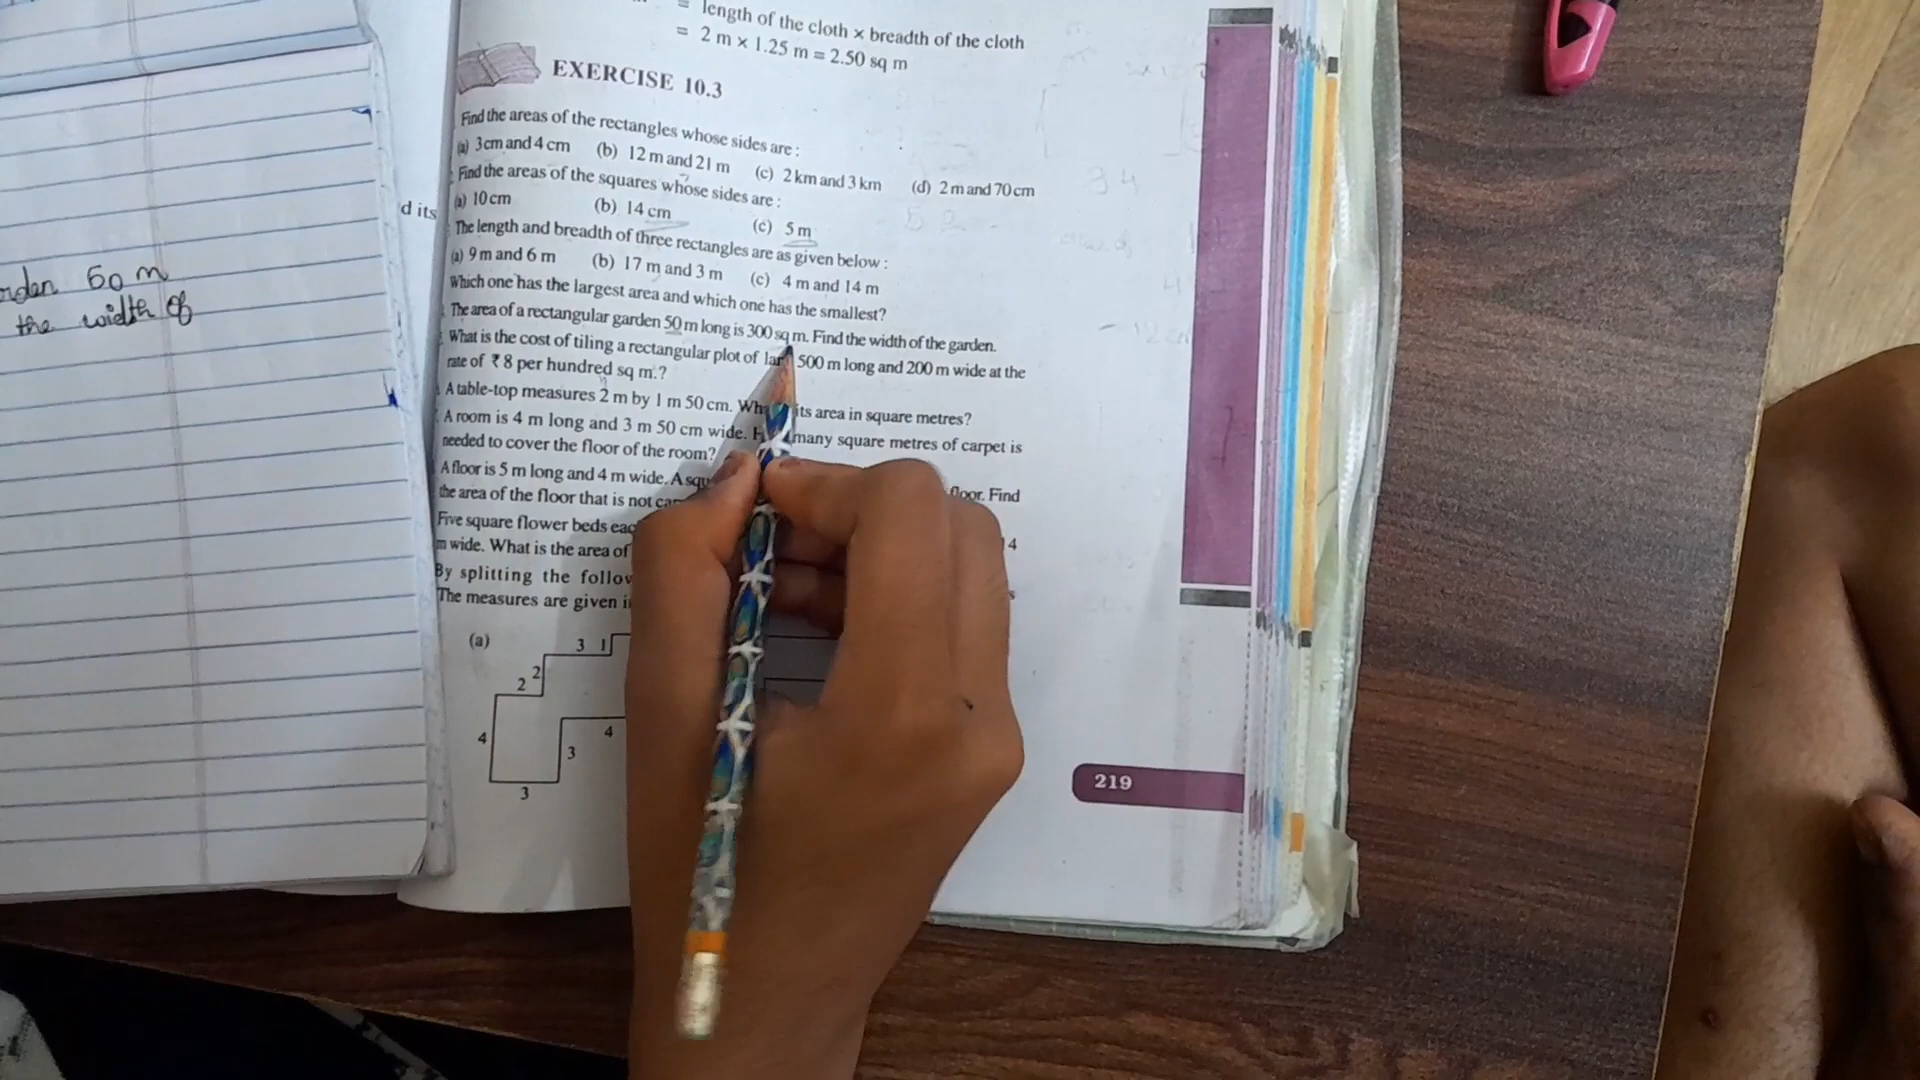 = length of the cloth × breadth of the cloth
= 2 m × 1.25 m = 2.50 sq m
EXERCISE 10.3
Find the areas of the rectangles whose sides are :
(a) 3 cm and 4 cm (b) 12 m and 21 m (c) 2 km and 3 km (d) 2 m and 70 cm
Find the areas of the squares whose sides are :
(a) 10 cm (b) 14 cm (c) 5 m
The length and breadth of three rectangles are as given below :
(a) 9 m and 6 m (b) 17 m and 3 m (c) 4 m and 14 m
Which one has the largest area and which one has the smallest?
The area of a rectangular garden 50 m long is 300 sq m. Find the width of the garden.
What is the cost of tiling a rectangular plot of 500 m long and 200 m wide at the
rate of ₹ 8 per hundred sq m.?
A table-top measures 2 m by 1 m 50 cm. its area in square metres?
A room is 4 m long and 3 m 50 cm wide. many square metres of carpet is
needed to cover the floor of the room?
A floor is 5 m long and 4 m wide. A floor. Find
the area of the floor that is not
Five square flower beds 4
m wide. What is the area of
By splitting the
The measures are given
(a)
3 1
2
2
4
4
3
3
219
d its
50 m
the width of
34
52